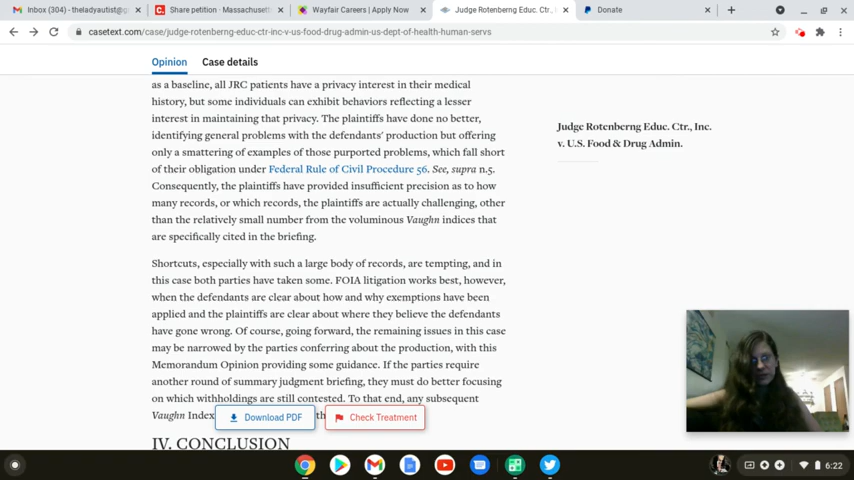 Inbox (304) - theladyautist@g
Share petition · Massachuset
Wayfair Careers | Apply Now
Judge Rotenberng Educ. Ctr., I
Donate
casetext.com/case/judge-rotenberng-educ-ctr-inc-v-us-food-drug-admin-us-dept-of-health-human-servs
Opinion Case details
as a baseline, all JRC patients have a privacy interest in their medical
history, but some individuals can exhibit behaviors reflecting a lesser
interest in maintaining that privacy. The plaintiffs have done no better,
identifying general problems with the defendants' production but offering
only a smattering of examples of those purported problems, which fall short
of their obligation under Federal Rule of Civil Procedure 56. See, supra n.5.
Consequently, the plaintiffs have provided insufficient precision as to how
many records, or which records, the plaintiffs are actually challenging, other
than the relatively small number from the voluminous Vaughn indices that
are specifically cited in the briefing.
Shortcuts, especially with such a large body of records, are tempting, and in
this case both parties have taken some. FOIA litigation works best, however,
when the defendants are clear about how and why exemptions have been
applied and the plaintiffs are clear about where they believe the defendants
have gone wrong. Of course, going forward, the remaining issues in this case
may be narrowed by the parties conferring about the production, with this
Memorandum Opinion providing some guidance. If the parties require
another round of summary judgment briefing, they must do better focusing
on which withholdings are still contested. To that end, any subsequent
Vaughn Index
Download PDF
th
Check Treatment
IV. CONCLUSION
Judge Rotenberng Educ. Ctr., Inc.
v. U.S. Food & Drug Admin.
6:22